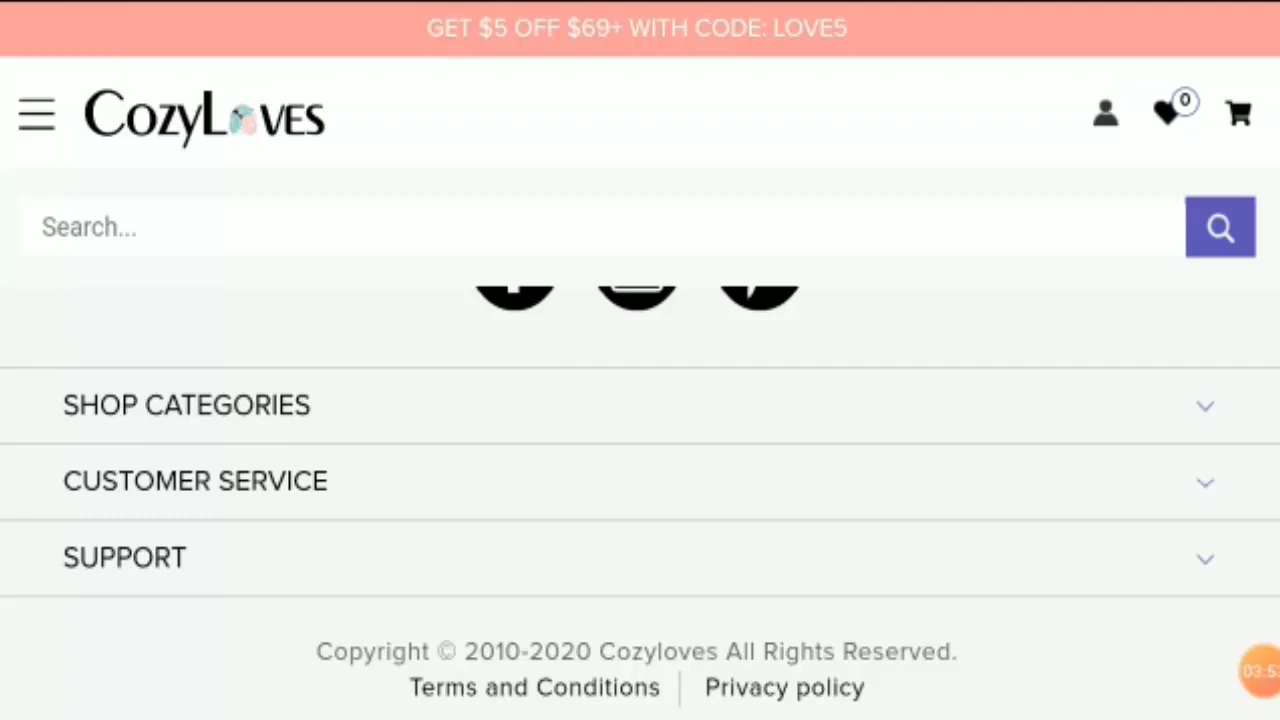 GET $5 OFF $69+ WITH CODE: LOVE5
CozyLoves
0
Search...
SHOP CATEGORIES
CUSTOMER SERVICE
SUPPORT
Copyright © 2010-2020 Cozyloves All Rights Reserved.
Terms and Conditions | Privacy policy